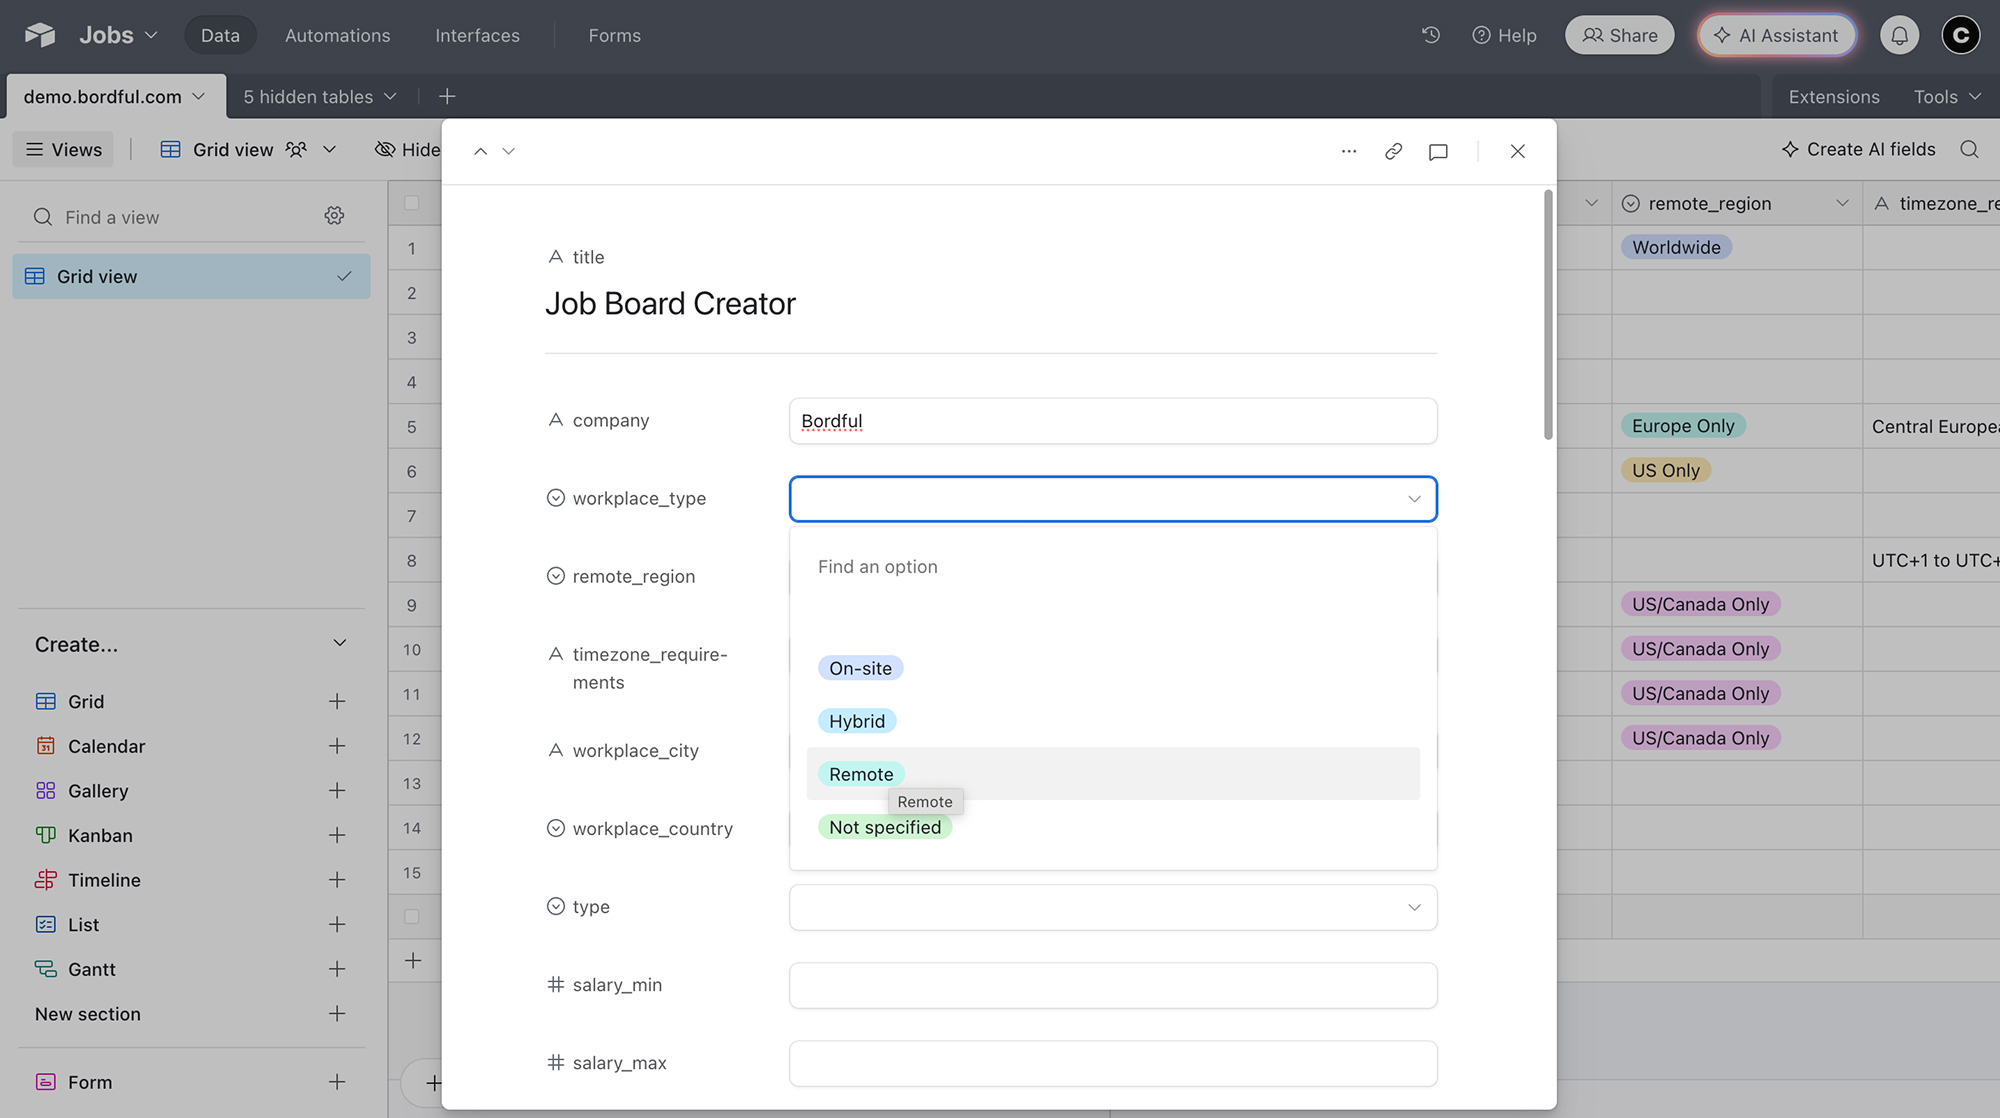 Jobs
Data
Automations
Interfaces
Forms
Help
Share
AI Assistant
C
demo.bordful.com
5 hidden tables
Extensions
Tools
Views
Grid view
Hide
Create AI fields
Find a view
Grid view
remote_region
timezone_re
1
Worldwide
2
3
4
5
Europe Only
Central Europea
6
US Only
7
8
UTC+1 to UTC+
9
US/Canada Only
10
US/Canada Only
11
US/Canada Only
12
US/Canada Only
13
14
15
Create...
Grid
31
Calendar
Gallery
Kanban
Timeline
List
Gantt
New section
Form
title
Job Board Creator
company
Bordful
workplace_type
Find an option
On-site
Hybrid
Remote
Remote
Not specified
remote_region
timezone_require-
ments
workplace_city
workplace_country
type
salary_min
salary_max